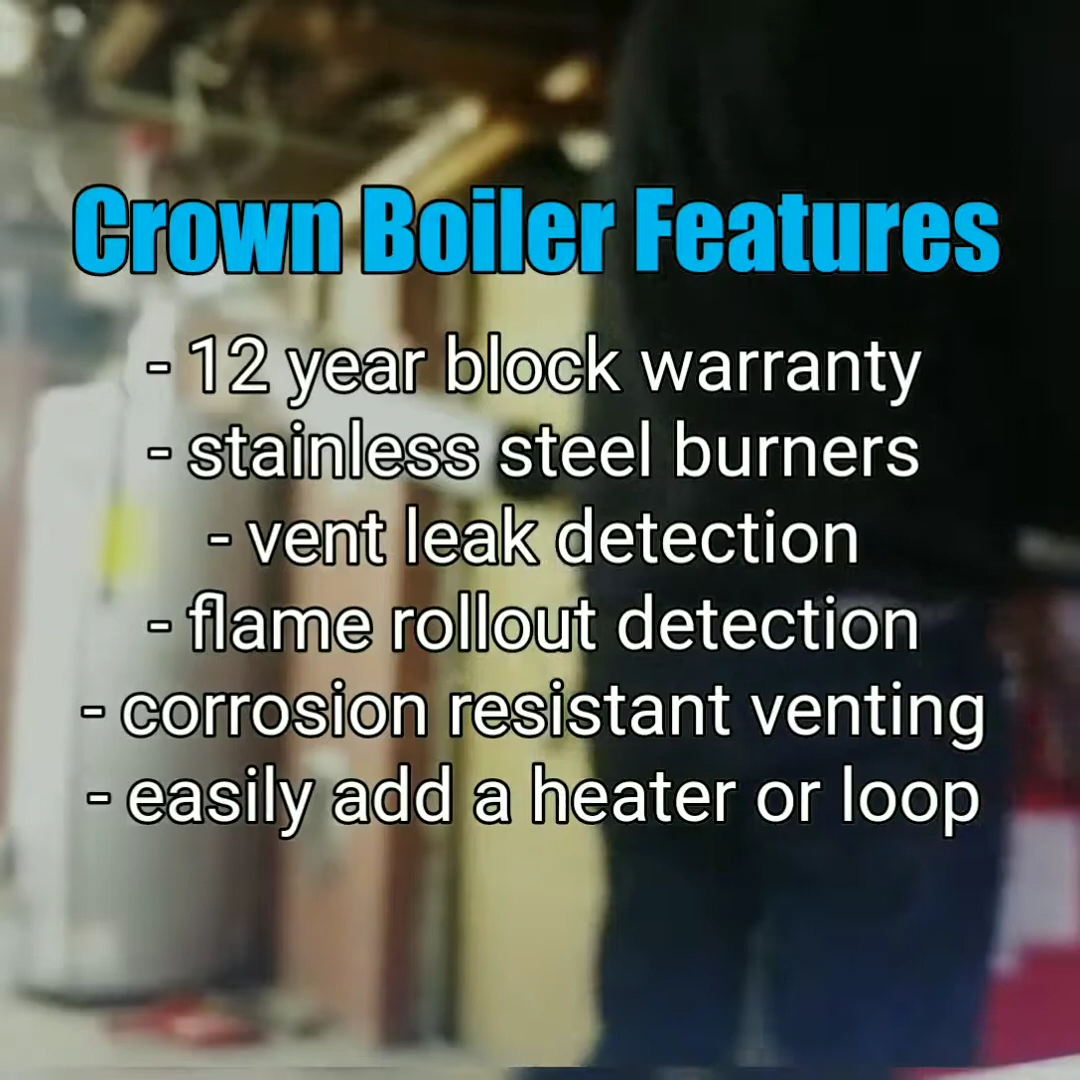 Crown Boiler Features
- 12 year block warranty
- stainless steel burners
- vent leak detection
- flame rollout detection
- corrosion resistant venting
- easily add a heater or loop